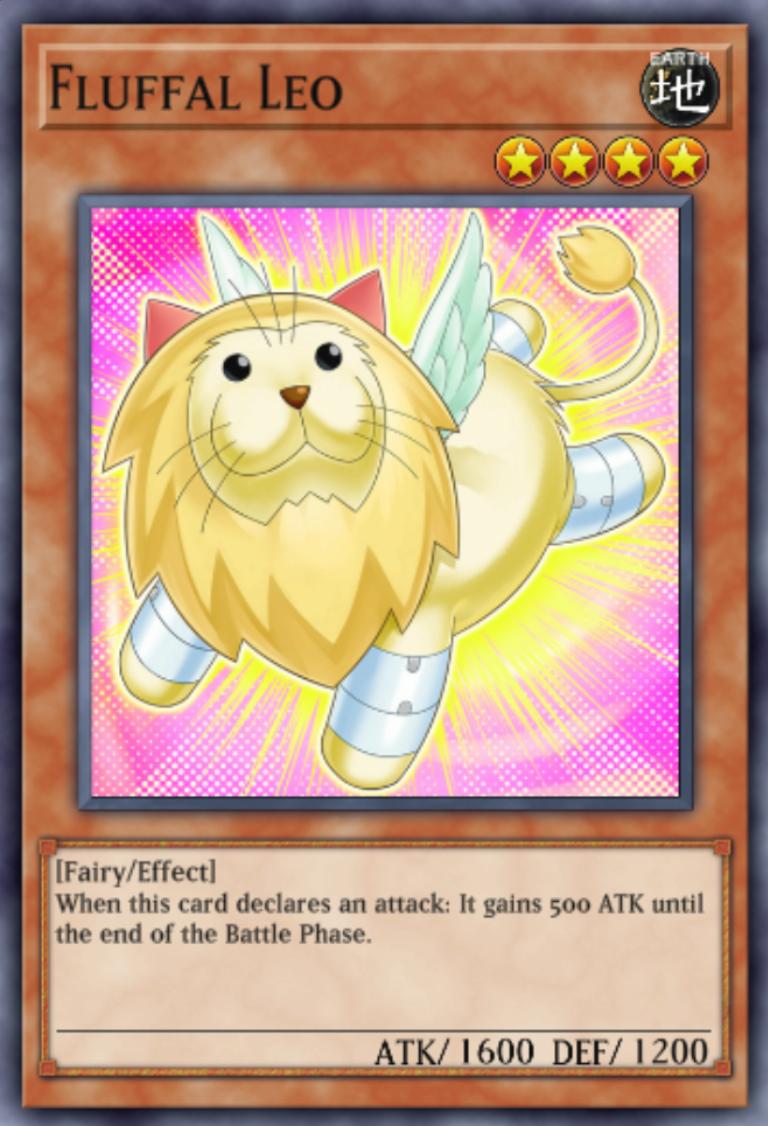 Fluffal Leo
EARTH
地
[Fairy/Effect]
When this card declares an attack: It gains 500 ATK until
the end of the Battle Phase.
ATK/ 1600 DEF/ 1200